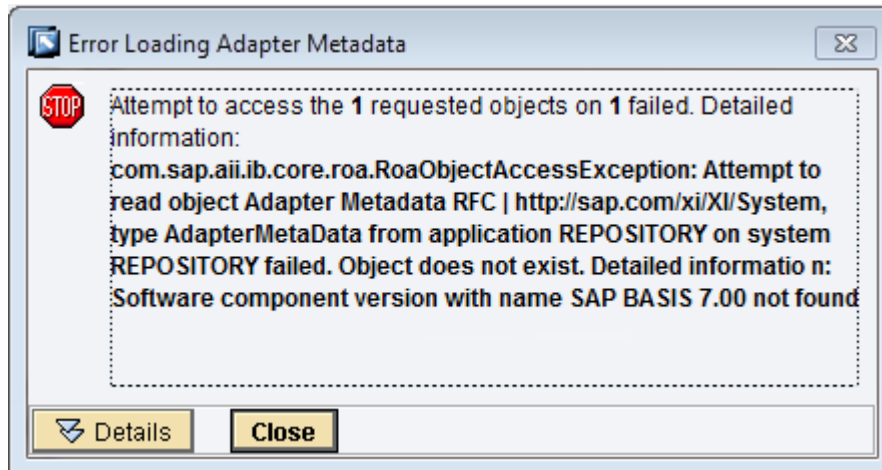 Error Loading Adapter Metadata
STOP
Attempt to access the 1 requested objects on 1 failed. Detailed
information:
com.sap.aii.ib.core.roa.RoaObjectAccessException: Attempt to
read object Adapter Metadata RFC | http://sap.com/xi/XI/System,
type AdapterMetaData from application REPOSITORY on system
REPOSITORY failed. Object does not exist. Detailed informatio n:
Software component version with name SAP BASIS 7.00 not found
Details
Close